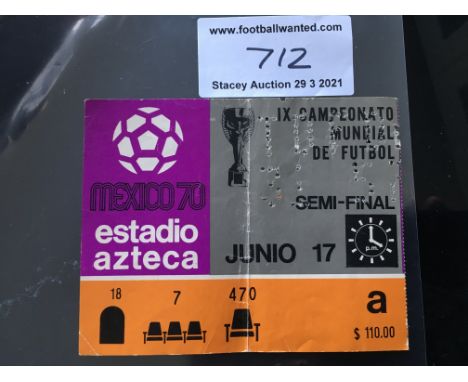 www.footballwanted.com
712
Stacey Auction 29 3 2021
IX CAMPEONATO
MUNDIAL
DE FUTBOL
MEXICO 70
SEMI-FINAL
estadio
azteca
JUNIO 17
p.m.
18
7
470
a
$ 110.00